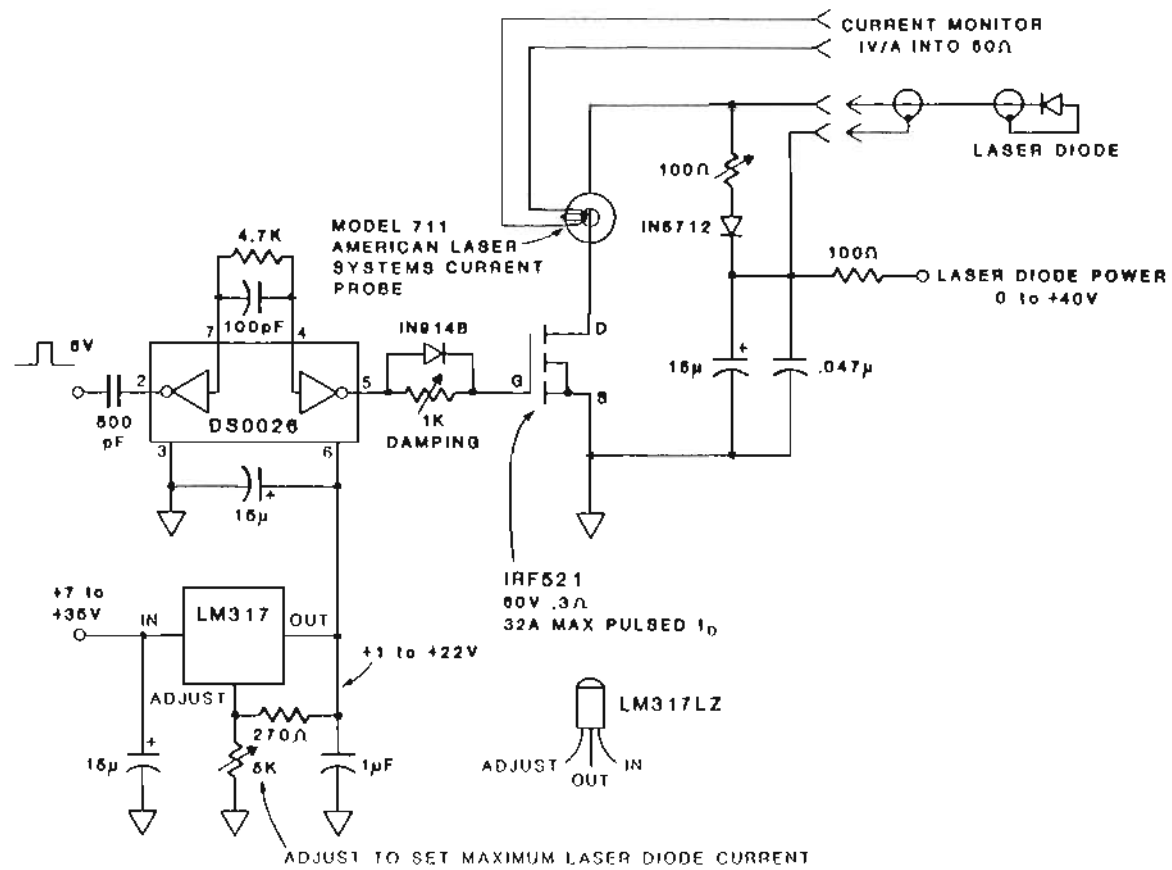 CURRENT MONITOR
1V/A INTO 50Ω
LASER DIODE
100Ω
IN5712
100Ω
LASER DIODE POWER
0 to +40V
MODEL 711
AMERICAN LASER
SYSTEMS CURRENT
PROBE
4.7K
100pF
7
4
5V
2
500
pF
DS0026
5
3
6
IN914B
1K
DAMPING
G
D
S
15μ
+
.047μ
15μ
+
IRF521
60V .3Ω
32A MAX PULSED ID
+7 to
+35V
IN
LM317
OUT
ADJUST
+1 to +22V
270Ω
15μ
+
5K
1μF
LM317LZ
ADJUST
OUT
IN
ADJUST TO SET MAXIMUM LASER DIODE CURRENT